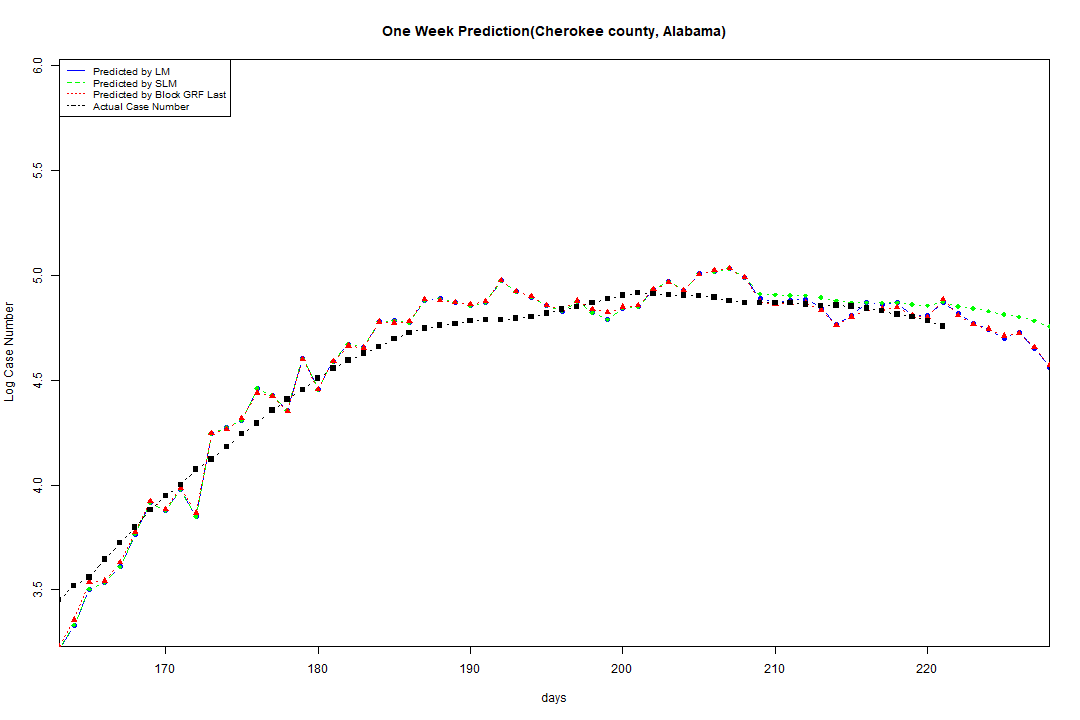 One Week Prediction(Cherokee county, Alabama)
Predicted by LM
Predicted by SLM
Predicted by Block GRF Last
Actual Case Number
Log Case Number
6.0
5.5
5.0
4.5
4.0
3.5
170 180 190 200 210 220
days